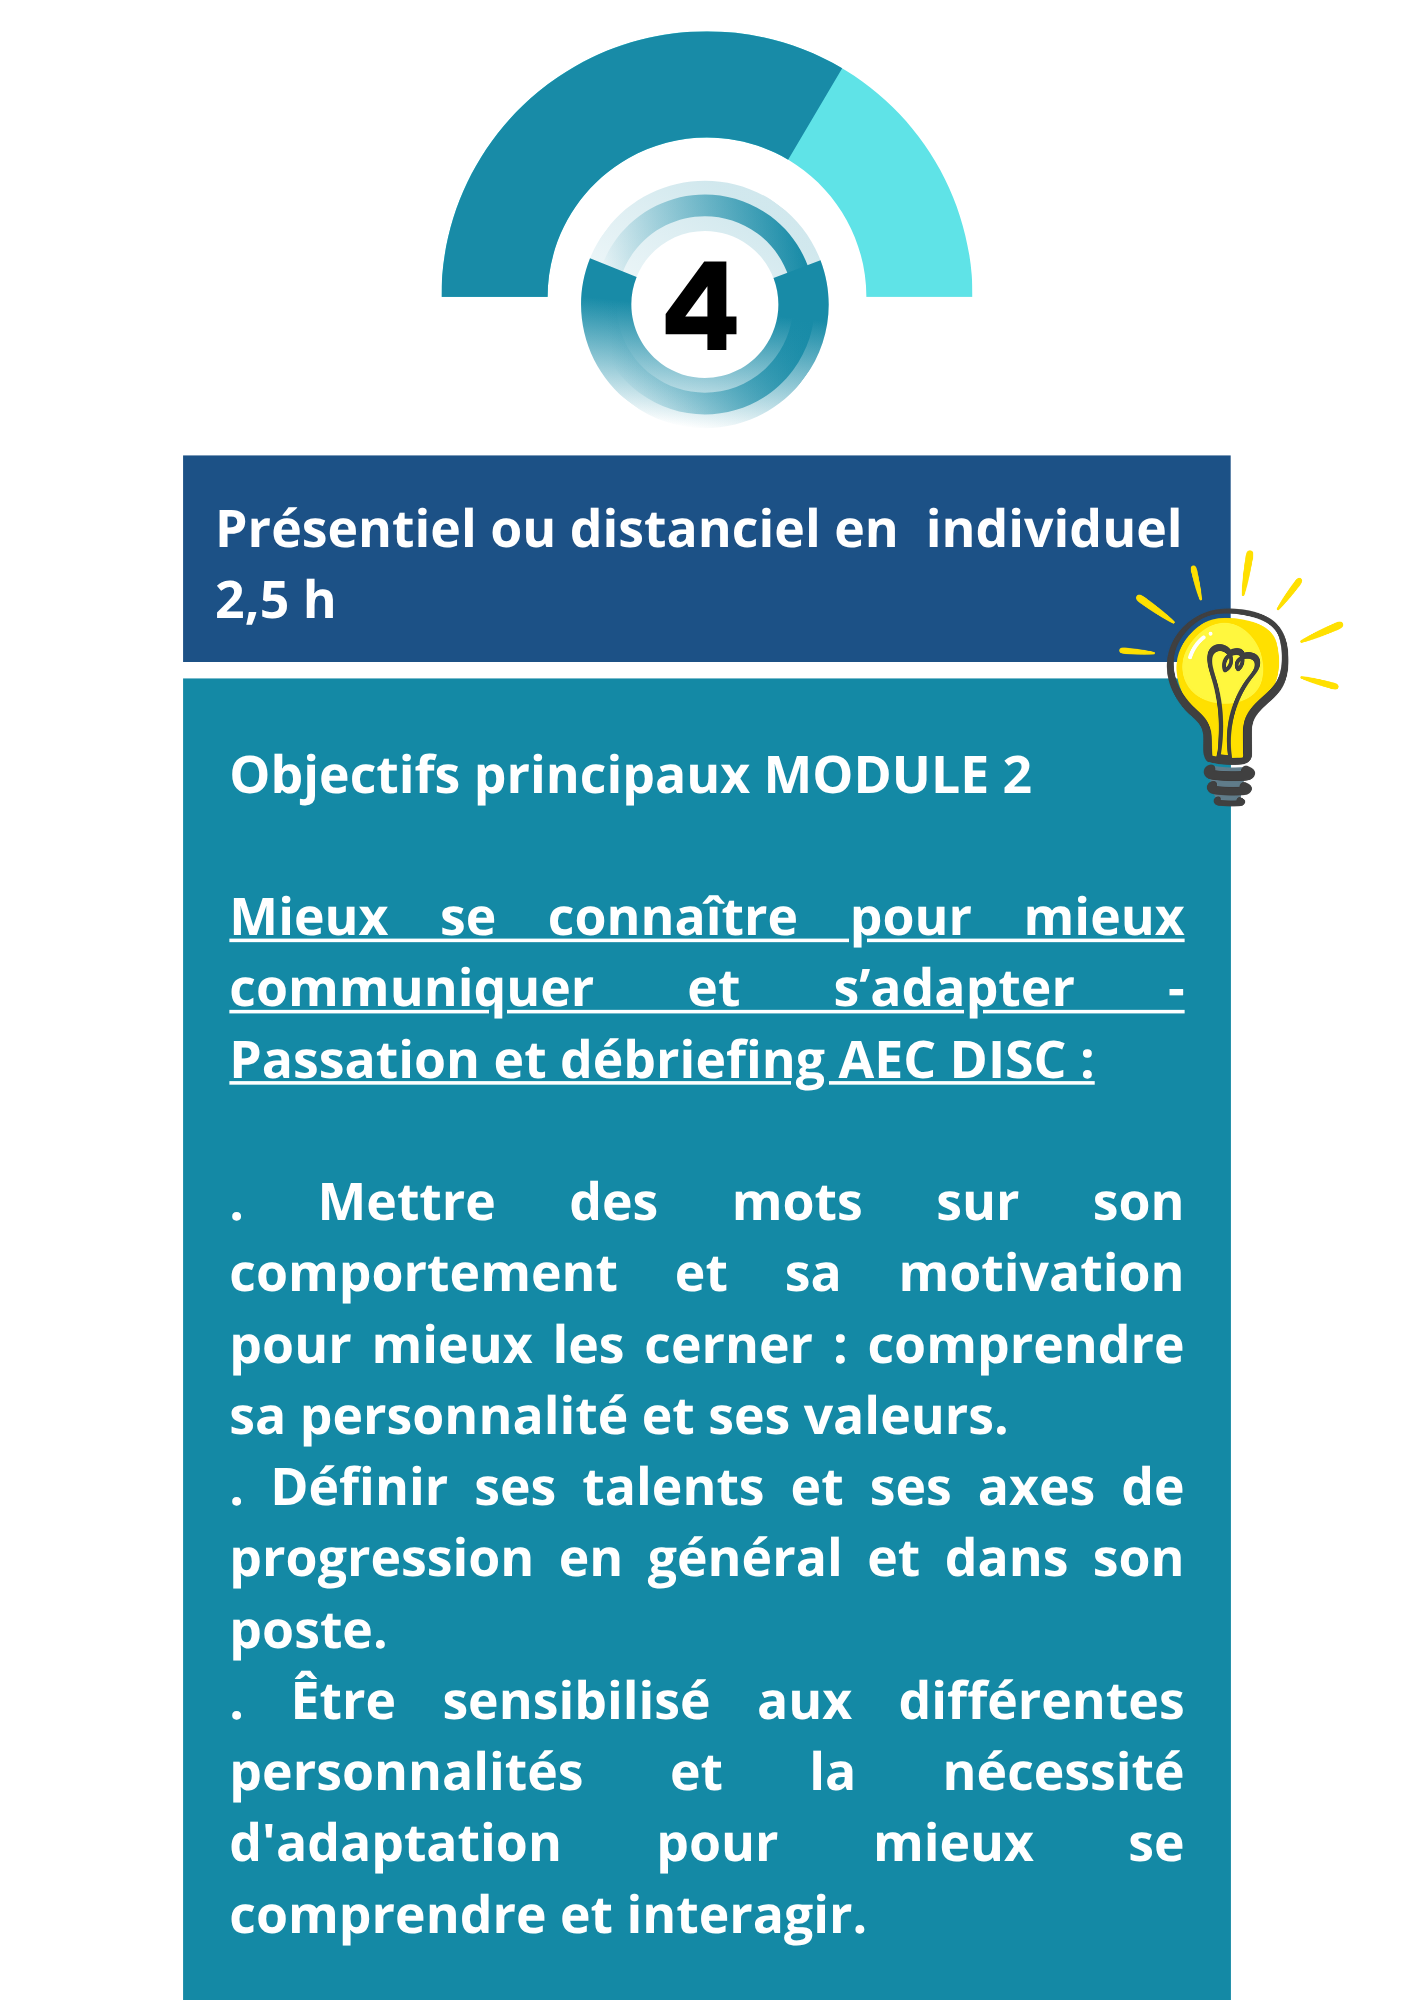 4
Présentiel ou distanciel en  individuel
2,5 h
Objectifs principaux MODULE 2
Mieux se connaître pour mieux
communiquer et s’adapter -
Passation et débriefing AEC DISC :
. Mettre des mots sur son
comportement et sa motivation
pour mieux les cerner : comprendre
sa personnalité et ses valeurs.
. Définir ses talents et ses axes de
progression en général et dans son
poste.
. Être sensibilisé aux différentes
personnalités et la nécessité
d'adaptation pour mieux se
comprendre et interagir.